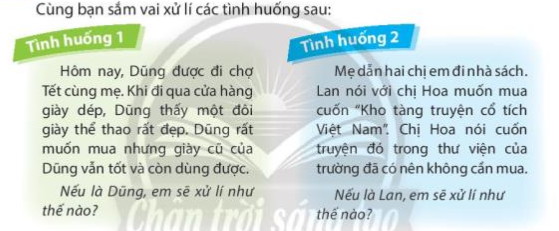 Cùng bạn sắm vai xử lí các tình huống sau:
Tình huống 1
Hôm nay, Dũng được đi chợ
Tết cùng mẹ. Khi đi qua cửa hàng
giày dép, Dũng thấy một đôi
giày thể thao rất đẹp. Dũng rất
muốn mua nhưng giày cũ của
Dũng vẫn tốt và còn dùng được.
Nếu là Dũng, em sẽ xử lí như
thế nào?
Tình huống 2
Mẹ dẫn hai chị em đi nhà sách.
Lan nói với chị Hoa muốn mua
cuốn “Kho tàng truyện cổ tích
Việt Nam”. Chị Hoa nói cuốn
truyện đó trong thư viện của
trường đã có nên không cần mua.
Nếu là Lan, em sẽ xử lí như
thế nào?
Chân trời sáng tạo